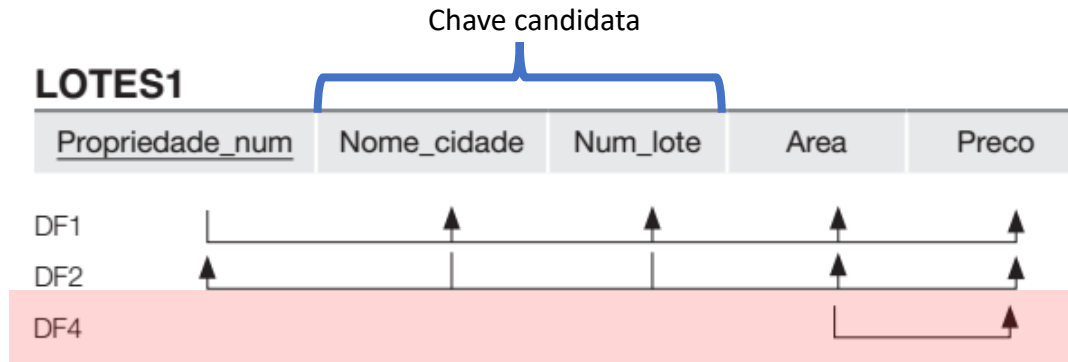 Chave candidata
LOTES1
Propriedade_num Nome_cidade Num_lote Area Preco
DF1
DF2
DF4